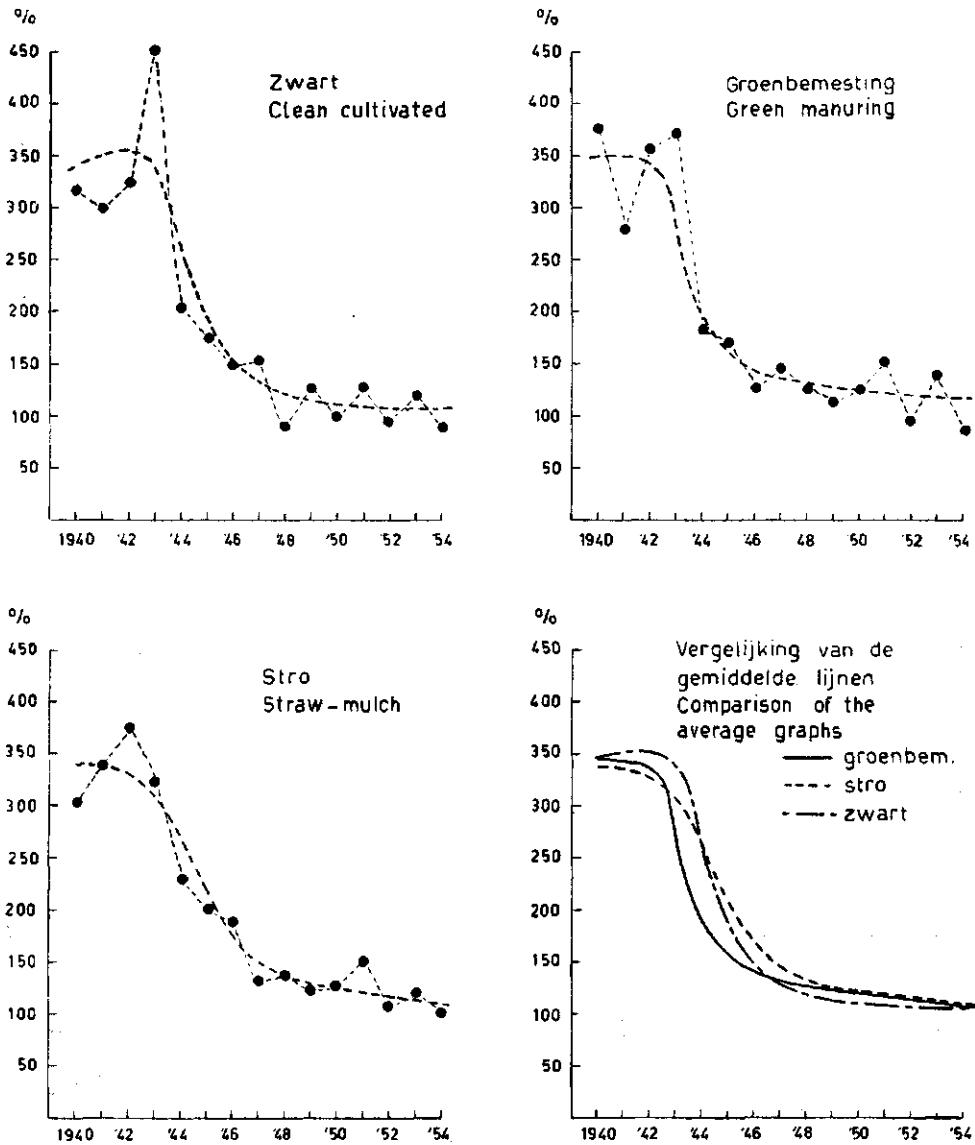 %
450
400
350
300
250
200
150
100
50
Zwart
Clean cultivated
1940 '42 '44 '46 '48 '50 '52 '54
%
450
400
350
300
250
200
150
100
50
Groenbemesting
Green manuring
1940 '42 '44 '46 '48 '50 '52 '54
%
450
400
350
300
250
200
150
100
50
Stro
Straw-mulch
1940 '42 '44 '46 '48 '50 '52 '54
%
450
400
350
300
250
200
150
100
50
Vergelijking van de
gemiddelde lijnen
Comparison of the
average graphs
groenbem.
stro
zwart
1940 '42 '44 '46 '48 '50 '52 '54